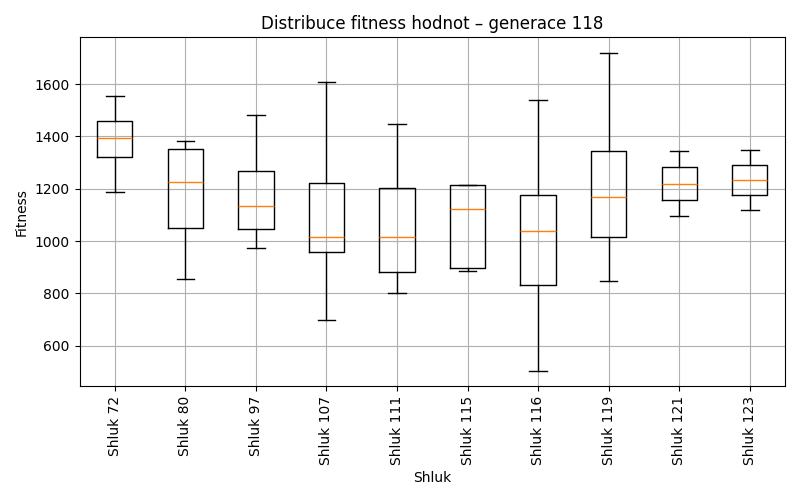 Distribuce fitness hodnot – generace 118
Fitness
1600
1400
1200
1000
800
600
Shluk 72
Shluk 80
Shluk 97
Shluk 107
Shluk 111
Shluk 115
Shluk 116
Shluk 119
Shluk 121
Shluk 123
Shluk